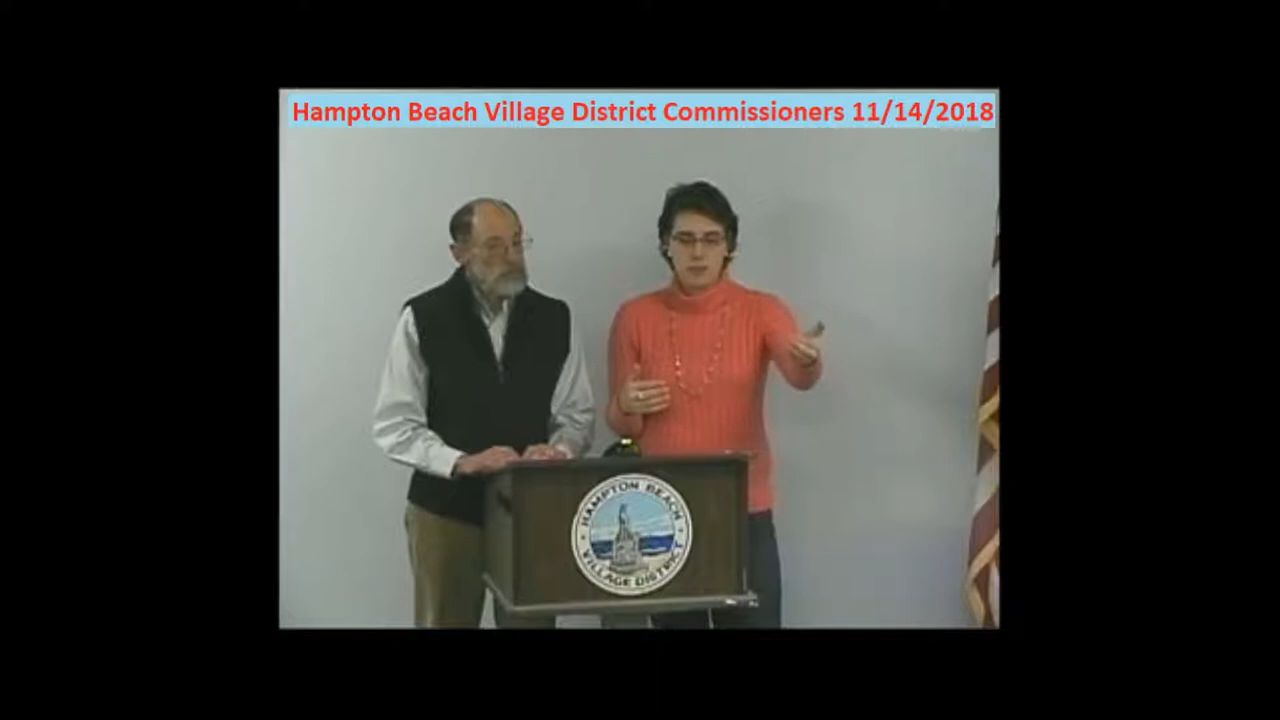 Hampton Beach Village District Commissioners 11/14/2018
HAMPTON BEACH
VILLAGE DISTRICT